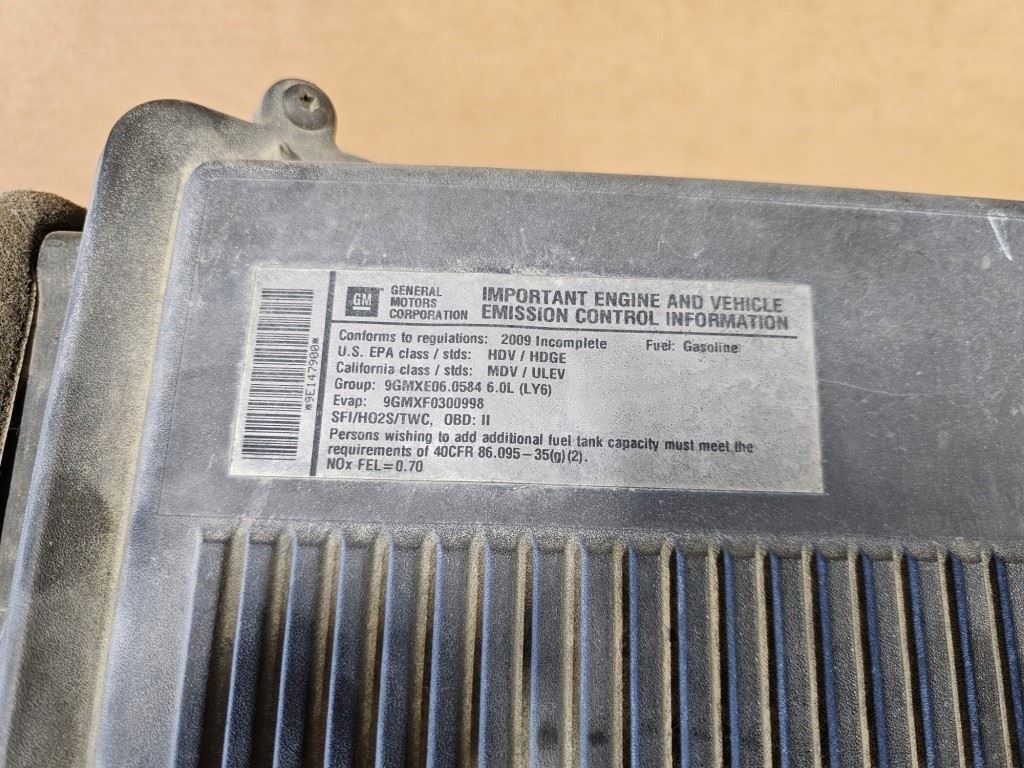 GM
GENERAL
MOTORS
CORPORATION
IMPORTANT ENGINE AND VEHICLE
EMISSION CONTROL INFORMATION
Conforms to regulations: 2009 Incomplete Fuel: Gasoline
U.S. EPA class / stds: HDV / HDGE
California class / stds: MDV / ULEV
Group: 9GMXE06.0584 6.0L (LY6)
Evap: 9GMXF0300998
SFI/HO2S/TWC, OBD: II
Persons wishing to add additional fuel tank capacity must meet the
requirements of 40CFR 86.095-35(g)(2).
NOx FEL=0.70
*9E147900*